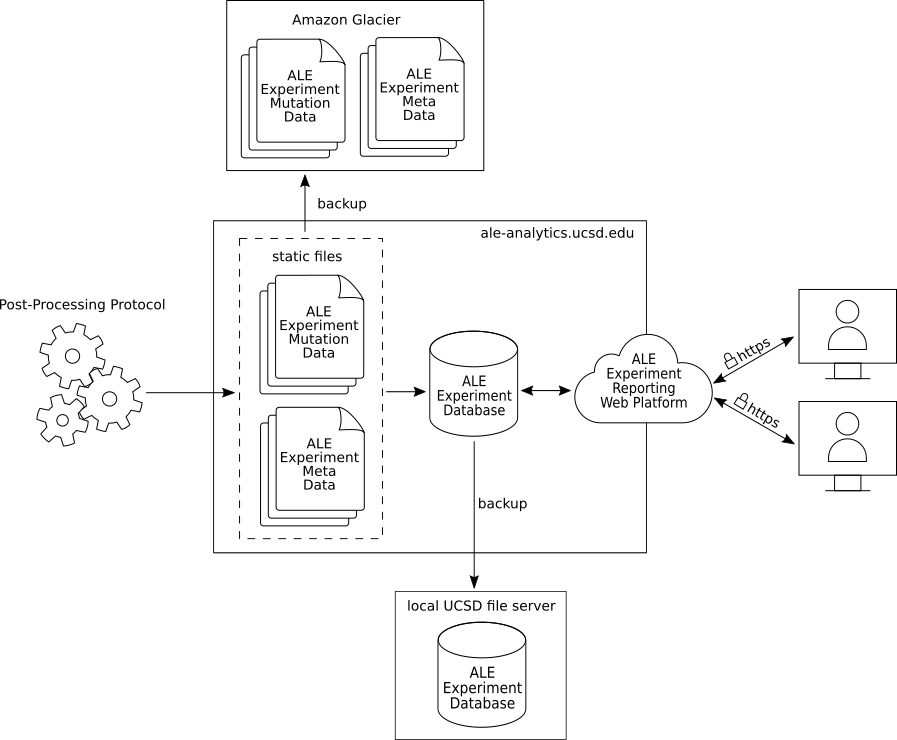 Amazon Glacier
ALE
Experiment
Mutation
Data
ALE
Experiment
Meta
Data
backup
ale-analytics.ucsd.edu
static files
ALE
Experiment
Mutation
Data
Post-Processing Protocol
ALE
Experiment
Meta
Data
ALE
Experiment
Database
ALE
Experiment
Reporting
Web Platform
https
https
backup
local UCSD file server
ALE
Experiment
Database